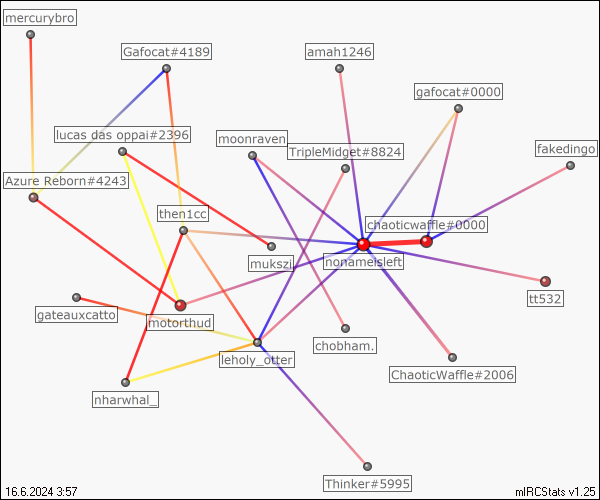 mercurybro
Gafocat#4189
amah1246
gafocat#0000
lucas das oppai#2396
moonraven
TripleMidget#8824
fakedingo
Azure Reborn#4243
then1cc
chaoticwaffle#0000
mukszi
nonameisleft
tt532
gateauxcatto
motorthud
chobham.
leholy_otter
ChaoticWaffle#2006
nharwhal_
Thinker#5995
16.6.2024 3:57
mIRCStats v1.25